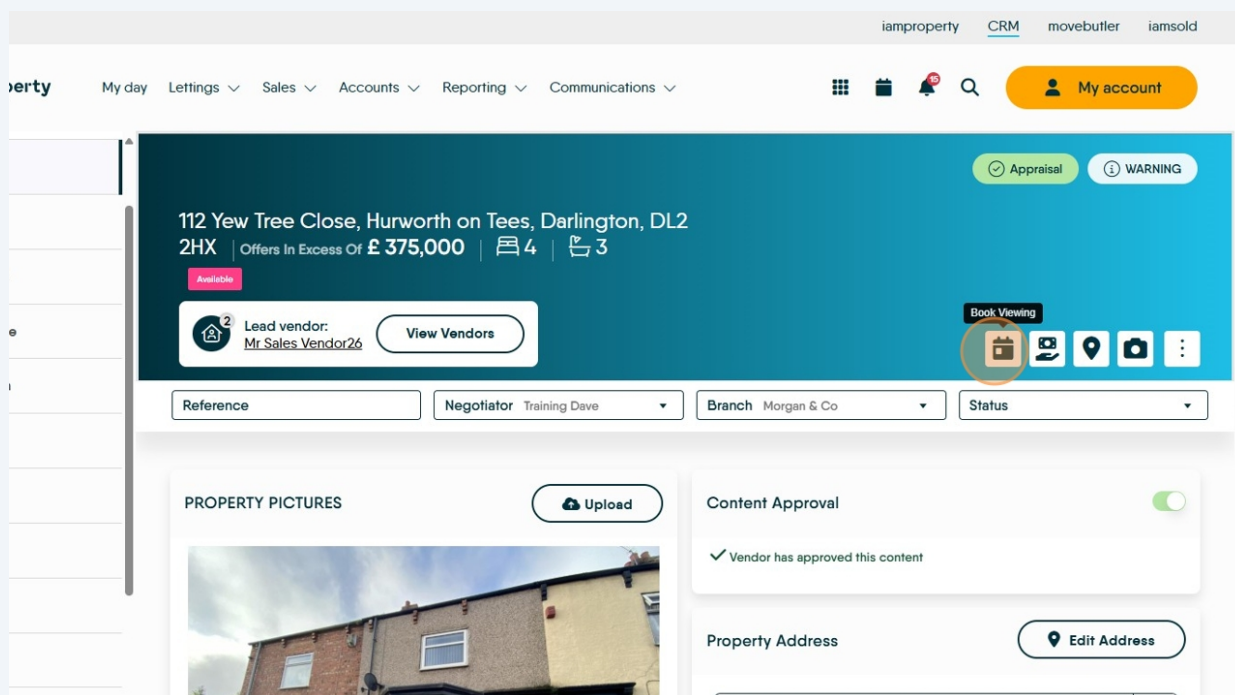 iamproperty CRM movebutler iamsold
perty My day Lettings Sales Accounts Reporting Communications 15 My account
Appraisal WARNING
112 Yew Tree Close, Hurworth on Tees, Darlington, DL2
2HX Offers In Excess Of £ 375,000 4 3
Available
Book Viewing
2 Lead vendor:
Mr Sales Vendor26
View Vendors
Reference Negotiator Training Dave Branch Morgan & Co Status
PROPERTY PICTURES Upload
Content Approval
Vendor has approved this content
Property Address Edit Address